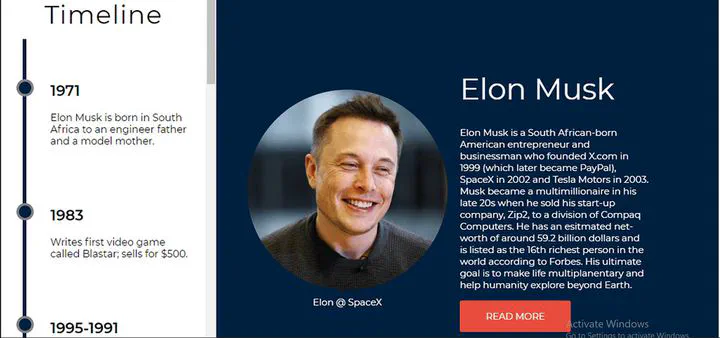 Timeline
1971
Elon Musk is born in South
Africa to an engineer father
and a model mother.
1983
Writes first video game
called Blastar; sells for $500.
1995-1991
Elon Musk
Elon Musk is a South African-born
American entrepreneur and
businessman who founded X.com in
1999 (which later became PayPal),
SpaceX in 2002 and Tesla Motors in 2003.
Musk became a multimillionaire in his
late 20s when he sold his start-up
company, Zip2, to a division of Compaq
Computers. He has an esitmated net-
worth of around 59.2 billion dollars and
is listed as the 16th richest person in the
world according to Forbes. His ultimate
goal is to make life multiplanentary and
help humanity explore beyond Earth.
Elon @ SpaceX
READ MORE
Activate Windows
Go to Settings to activate Windows.